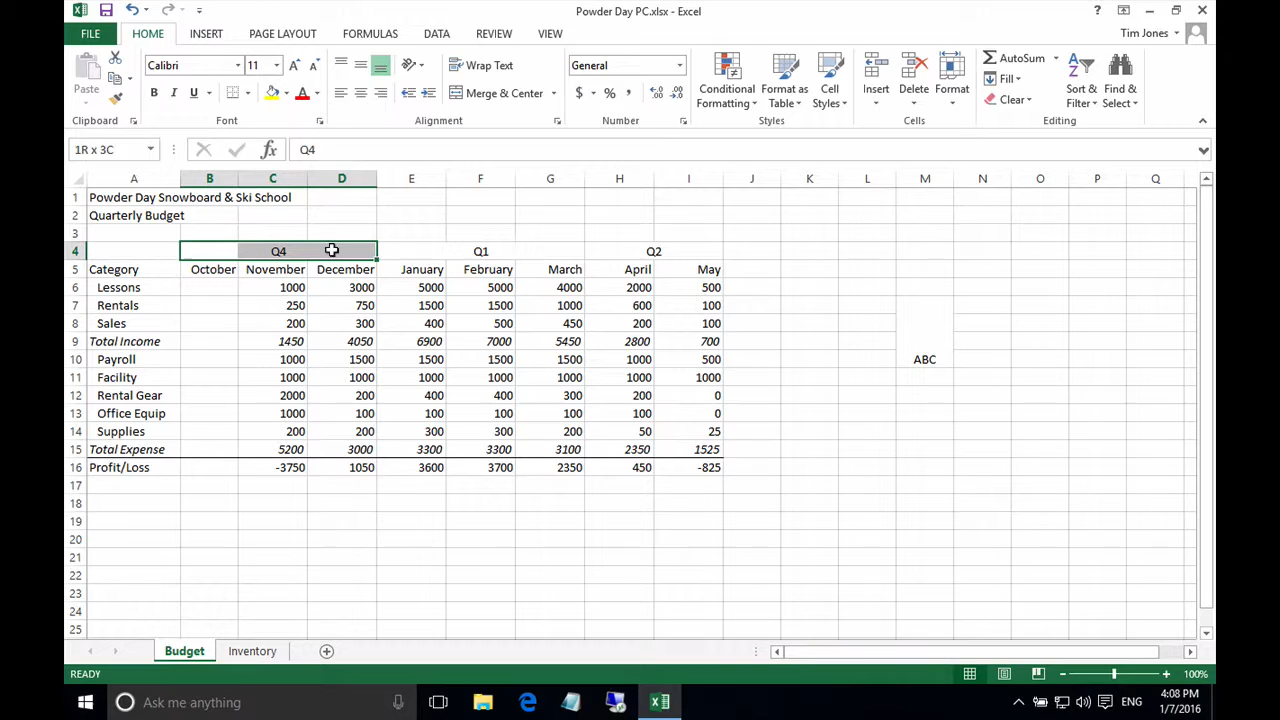 Powder Day PC.xlsx - Excel
?
FILE HOME INSERT PAGE LAYOUT FORMULAS DATA REVIEW VIEW Tim Jones
Paste
Calibri 11
B I U A
Wrap Text
Merge & Center
General
$ % ,
Conditional Formatting
Format as Table
Cell Styles
Insert Delete Format
AutoSum
Fill
Clear
Sort & Filter
Find & Select
Clipboard Font Alignment Number Styles Cells Editing
1R x 3C fx Q4
A B C D E F G H I J K L M N O P Q
1 Powder Day Snowboard & Ski School
2 Quarterly Budget
3
4 Q4 Q1 Q2
5 Category October November December January February March April May
6 Lessons 1000 3000 5000 5000 4000 2000 500
7 Rentals 250 750 1500 1500 1000 600 100
8 Sales 200 300 400 500 450 200 100
9 Total Income 1450 4050 6900 7000 5450 2800 700
10 Payroll 1000 1500 1500 1500 1500 1000 500 ABC
11 Facility 1000 1000 1000 1000 1000 1000 1000
12 Rental Gear 2000 200 400 400 300 200 0
13 Office Equip 1000 100 100 100 100 100 0
14 Supplies 200 200 300 300 200 50 25
15 Total Expense 5200 3000 3300 3300 3100 2350 1525
16 Profit/Loss -3750 1050 3600 3700 2350 450 -825
17
18
19
20
21
22
23
24
25
Budget Inventory
READY 100%
Ask me anything ENG 4:08 PM
1/7/2016